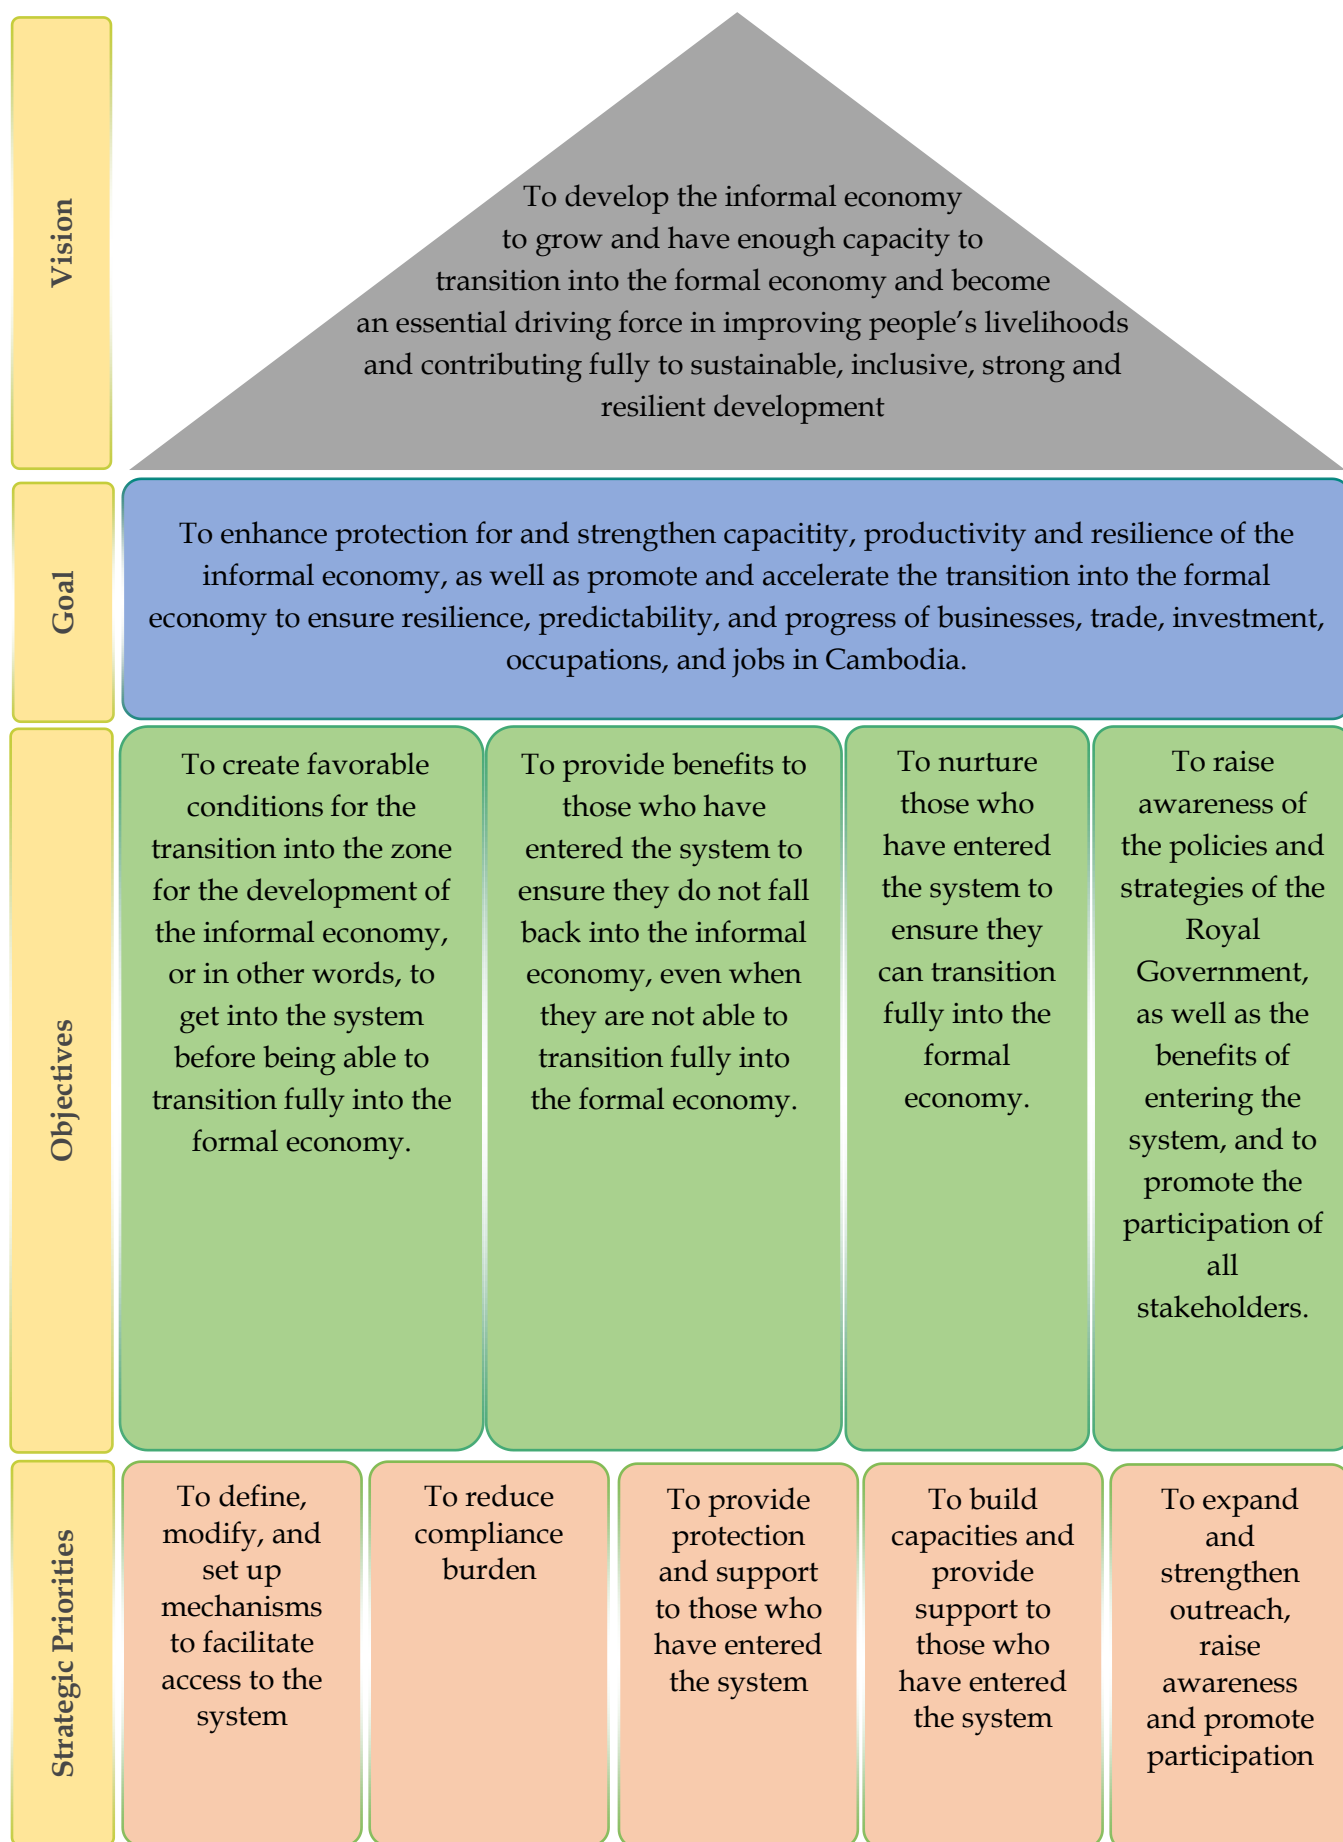 Vision
To develop the informal economy
to grow and have enough capacity to
transition into the formal economy and become
an essential driving force in improving people's livelihoods
and contributing fully to sustainable, inclusive, strong and
resilient development
Goal
To enhance protection for and strengthen capacitity, productivity and resilience of the
informal economy, as well as promote and accelerate the transition into the formal
economy to ensure resilience, predictability, and progress of businesses, trade, investment,
occupations, and jobs in Cambodia.
Objectives
To create favorable
conditions for the
transition into the zone
for the development of
the informal economy,
or in other words, to
get into the system
before being able to
transition fully into the
formal economy.
To provide benefits to
those who have
entered the system to
ensure they do not fall
back into the informal
economy, even when
they are not able to
transition fully into
the formal economy.
To nurture
those who
have entered
the system to
ensure they
can transition
fully into the
formal
economy.
To raise
awareness of
the policies and
strategies of the
Royal
Government,
as well as the
benefits of
entering the
system, and to
promote the
participation of
all
stakeholders.
Strategic Priorities
To define,
modify, and
set up
mechanisms
to facilitate
access to the
system
To reduce
compliance
burden
To provide
protection
and support
to those who
have entered
the system
To build
capacities and
provide
support to
those who
have entered
the system
To expand
and
strengthen
outreach,
raise
awareness
and promote
participation